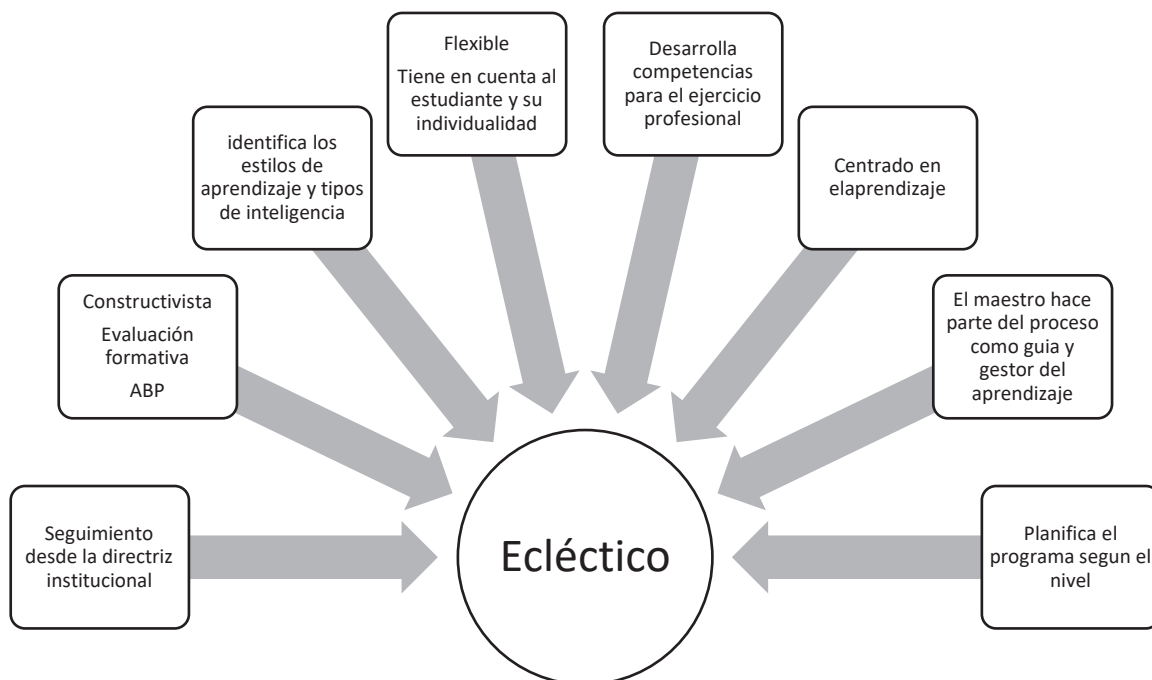 Flexible
Tiene en cuenta al
estudiante y su
individualidad
Desarrolla
competencias
para el ejercicio
profesional
identifica los
estilos de
aprendizaje y tipos
de inteligencia
Centrado en
elaprendizaje
Constructivista
Evaluación
formativa
ABP
El maestro hace
parte del proceso
como guia y
gestor del
aprendizaje
Seguimiento
desde la directriz
institucional
Ecléctico
Planifica el
programa segun el
nivel